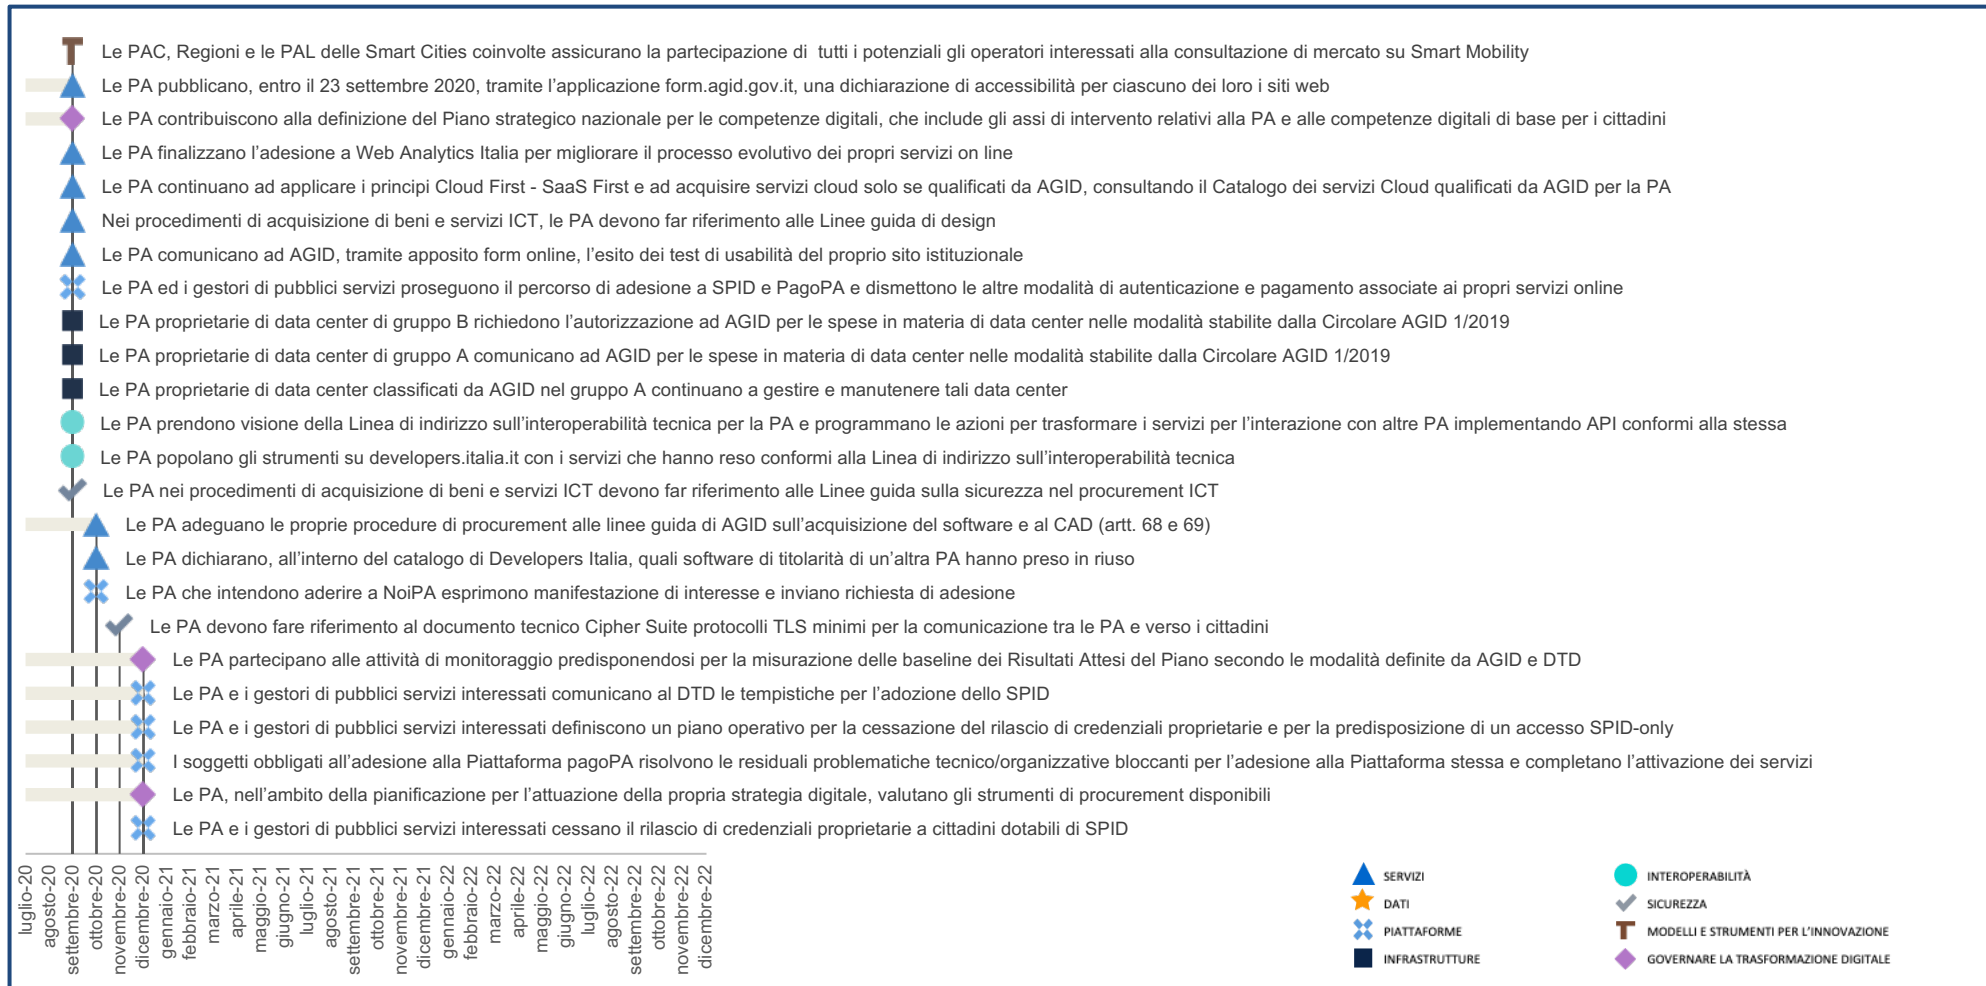 Le PAC, Regioni e le PAL delle Smart Cities coinvolte assicurano la partecipazione di  tutti i potenziali gli operatori interessati alla consultazione di mercato su Smart Mobility
Le PA pubblicano, entro il 23 settembre 2020, tramite l’applicazione form.agid.gov.it, una dichiarazione di accessibilità per ciascuno dei loro i siti web
Le PA contribuiscono alla definizione del Piano strategico nazionale per le competenze digitali, che include gli assi di intervento relativi alla PA e alle competenze digitali di base per i cittadini
Le PA finalizzano l’adesione a Web Analytics Italia per migliorare il processo evolutivo dei propri servizi on line
Le PA continuano ad applicare i principi Cloud First - SaaS First e ad acquisire servizi cloud solo se qualificati da AGID, consultando il Catalogo dei servizi Cloud qualificati da AGID per la PA
Nei procedimenti di acquisizione di beni e servizi ICT, le PA devono far riferimento alle Linee guida di design
Le PA comunicano ad AGID, tramite apposito form online, l’esito dei test di usabilità del proprio sito istituzionale
Le PA ed i gestori di pubblici servizi proseguono il percorso di adesione a SPID e PagoPA e dismettono le altre modalità di autenticazione e pagamento associate ai propri servizi online
Le PA proprietarie di data center di gruppo B richiedono l’autorizzazione ad AGID per le spese in materia di data center nelle modalità stabilite dalla Circolare AGID 1/2019
Le PA proprietarie di data center di gruppo A comunicano ad AGID per le spese in materia di data center nelle modalità stabilite dalla Circolare AGID 1/2019
Le PA proprietarie di data center classificati da AGID nel gruppo A continuano a gestire e manutenere tali data center
Le PA prendono visione della Linea di indirizzo sull’interoperabilità tecnica per la PA e programmano le azioni per trasformare i servizi per l’interazione con altre PA implementando API conformi alla stessa
Le PA popolano gli strumenti su developers.italia.it con i servizi che hanno reso conformi alla Linea di indirizzo sull’interoperabilità tecnica
Le PA nei procedimenti di acquisizione di beni e servizi ICT devono far riferimento alle Linee guida sulla sicurezza nel procurement ICT
Le PA adeguano le proprie procedure di procurement alle linee guida di AGID sull’acquisizione del software e al CAD (artt. 68 e 69)
Le PA dichiarano, all’interno del catalogo di Developers Italia, quali software di titolarità di un’altra PA hanno preso in riuso
Le PA che intendono aderire a NoiPA esprimono manifestazione di interesse e inviano richiesta di adesione
Le PA devono fare riferimento al documento tecnico Cipher Suite protocolli TLS minimi per la comunicazione tra le PA e verso i cittadini
Le PA partecipano alle attività di monitoraggio predisponendosi per la misurazione delle baseline dei Risultati Attesi del Piano secondo le modalità definite da AGID e DTD
Le PA e i gestori di pubblici servizi interessati comunicano al DTD le tempistiche per l’adozione dello SPID
Le PA e i gestori di pubblici servizi interessati definiscono un piano operativo per la cessazione del rilascio di credenziali proprietarie e per la predisposizione di un accesso SPID-only
I soggetti obbligati all’adesione alla Piattaforma pagoPA risolvono le residuali problematiche tecnico/organizzative bloccanti per l’adesione alla Piattaforma stessa e completano l’attivazione dei servizi
Le PA, nell’ambito della pianificazione per l’attuazione della propria strategia digitale, valutano gli strumenti di procurement disponibili
Le PA e i gestori di pubblici servizi interessati cessano il rilascio di credenziali proprietarie a cittadini dotabili di SPID
luglio-20
agosto-20
settembre-20
ottobre-20
novembre-20
dicembre-20
gennaio-21
febbraio-21
marzo-21
aprile-21
maggio-21
giugno-21
luglio-21
agosto-21
settembre-21
ottobre-21
novembre-21
dicembre-21
gennaio-22
febbraio-22
marzo-22
aprile-22
maggio-22
giugno-22
luglio-22
agosto-22
settembre-22
ottobre-22
novembre-22
dicembre-22
SERVIZI
DATI
PIATTAFORME
INFRASTRUTTURE
INTEROPERABILITÀ
SICUREZZA
MODELLI E STRUMENTI PER L’INNOVAZIONE
GOVERNARE LA TRASFORMAZIONE DIGITALE